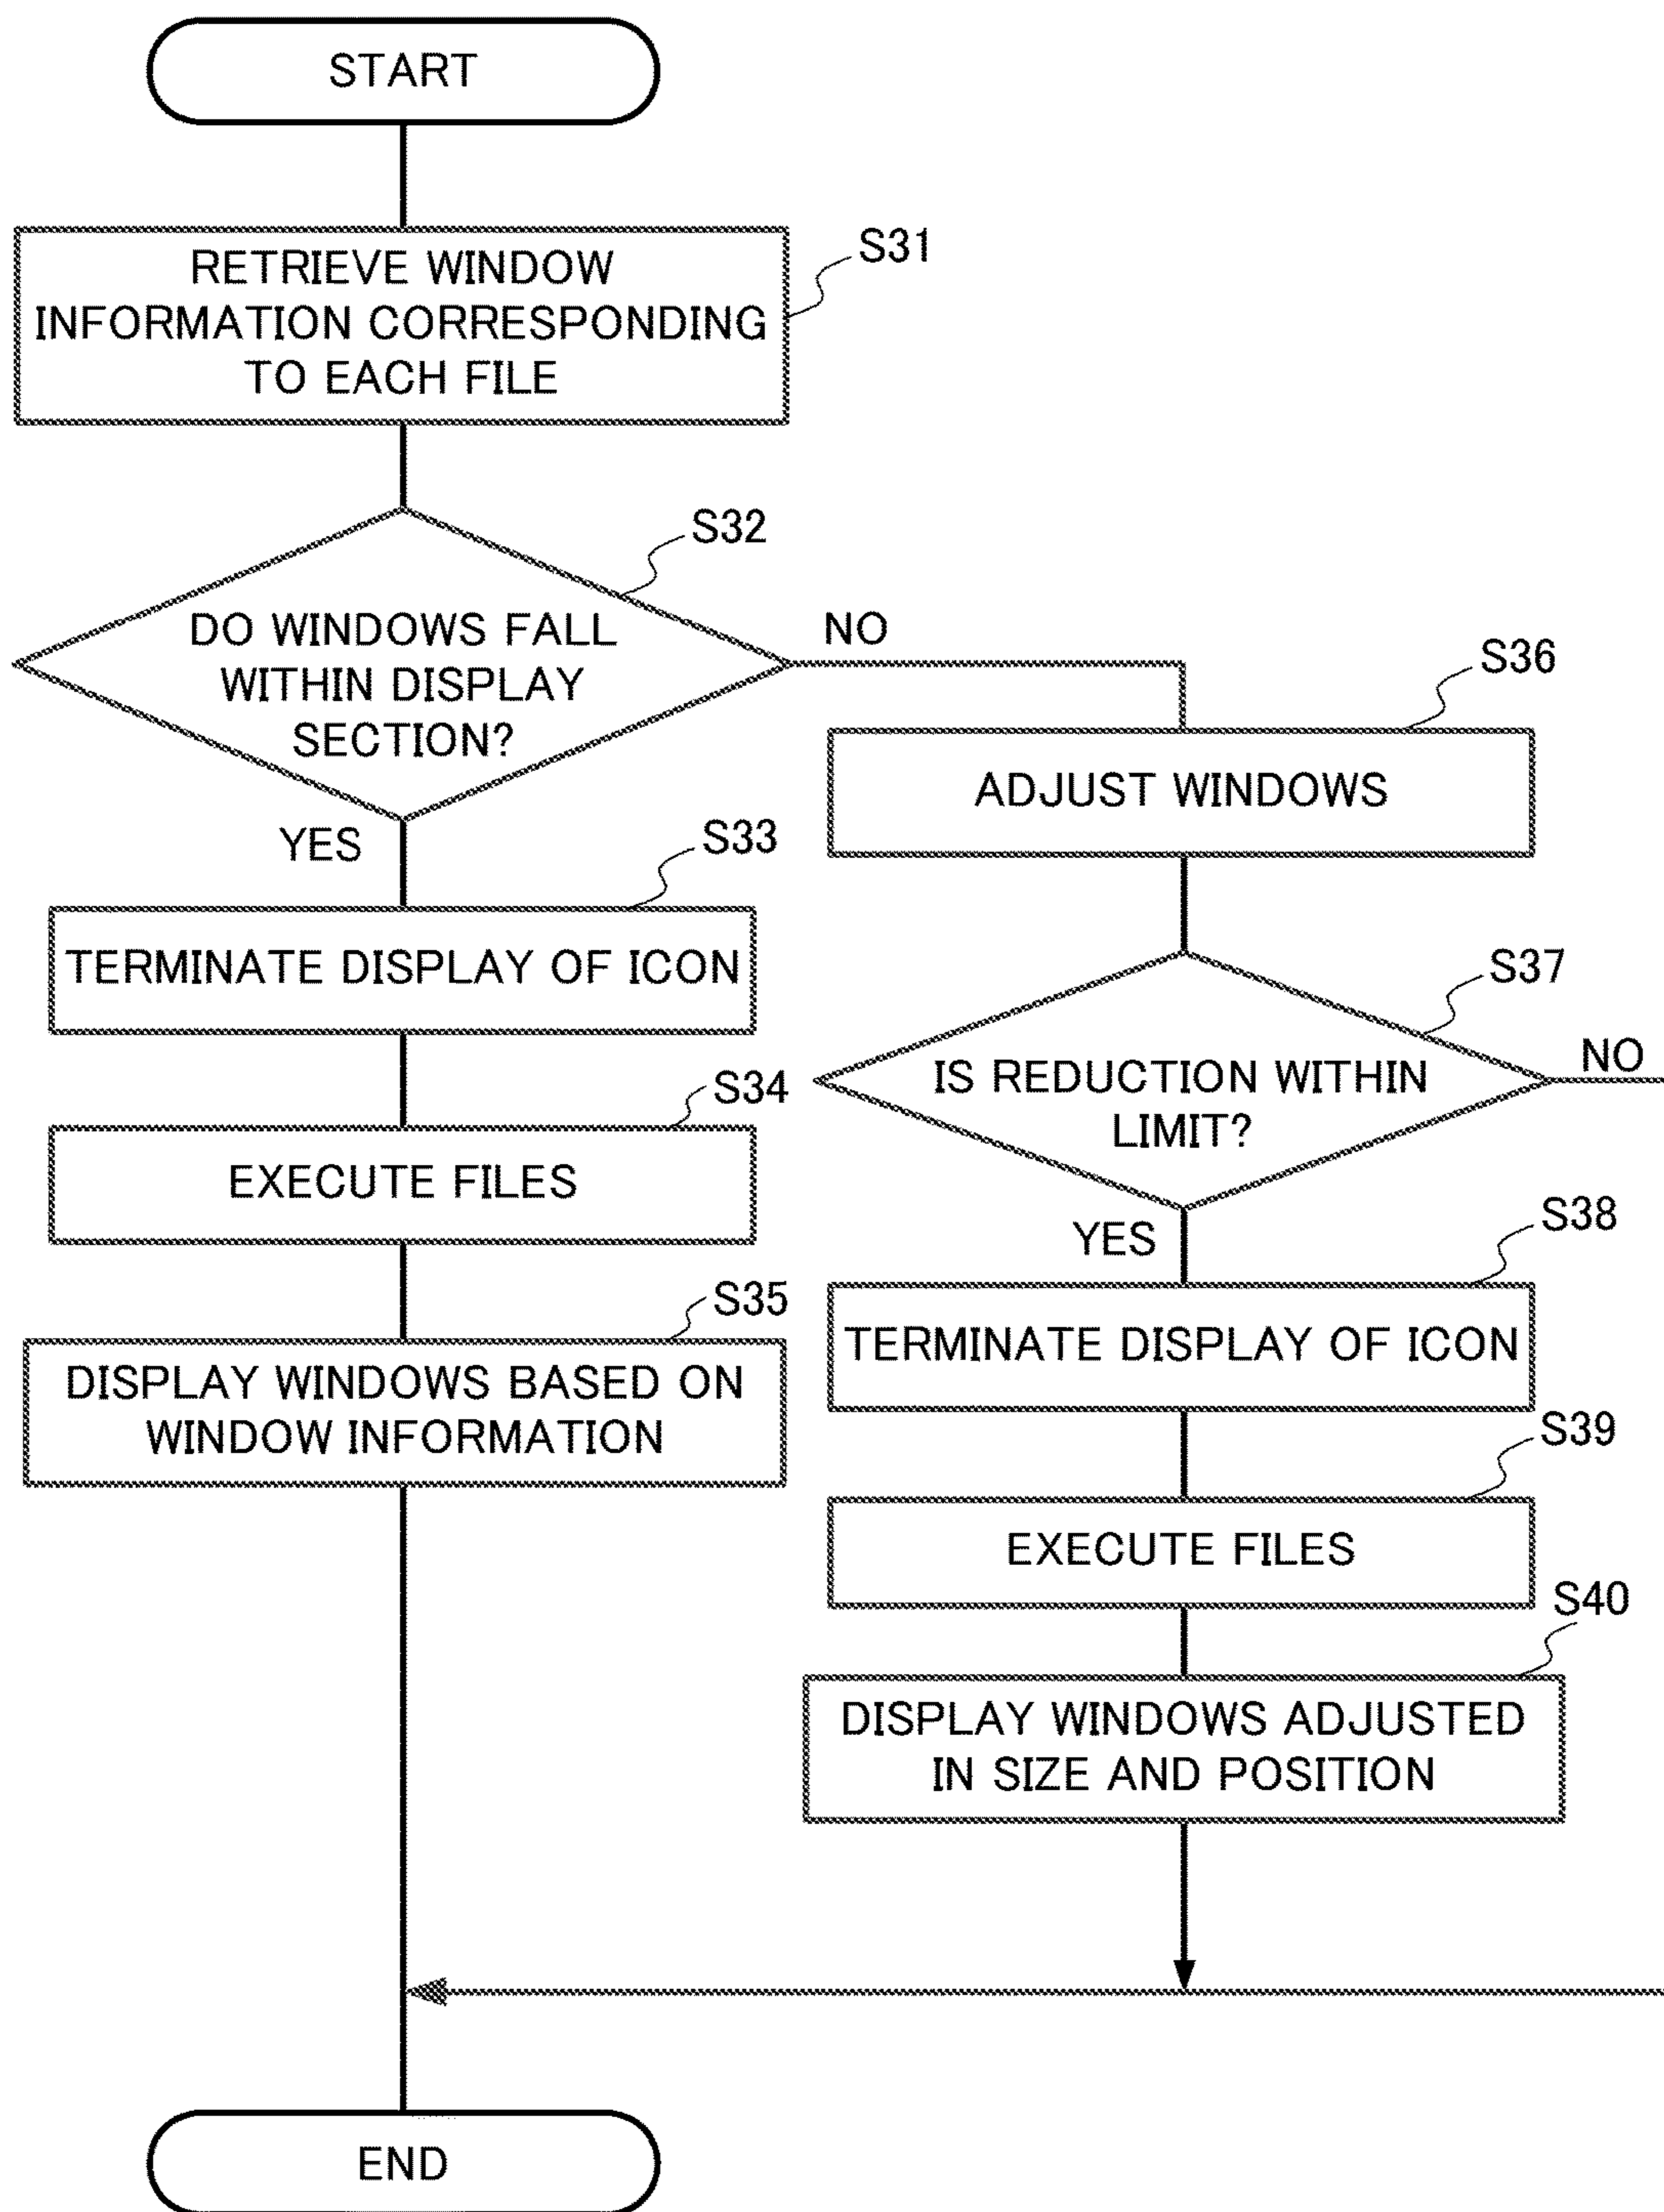 START
S31
RETRIEVE WINDOW
INFORMATION CORRESPONDING
TO EACH FILE
S32
DO WINDOWS FALL
WITHIN DISPLAY
SECTION?
NO
YES
S33
TERMINATE DISPLAY OF ICON
S34
EXECUTE FILES
S35
DISPLAY WINDOWS BASED ON
WINDOW INFORMATION
S36
ADJUST WINDOWS
S37
IS REDUCTION WITHIN
LIMIT?
NO
YES
S38
TERMINATE DISPLAY OF ICON
S39
EXECUTE FILES
S40
DISPLAY WINDOWS ADJUSTED
IN SIZE AND POSITION
END